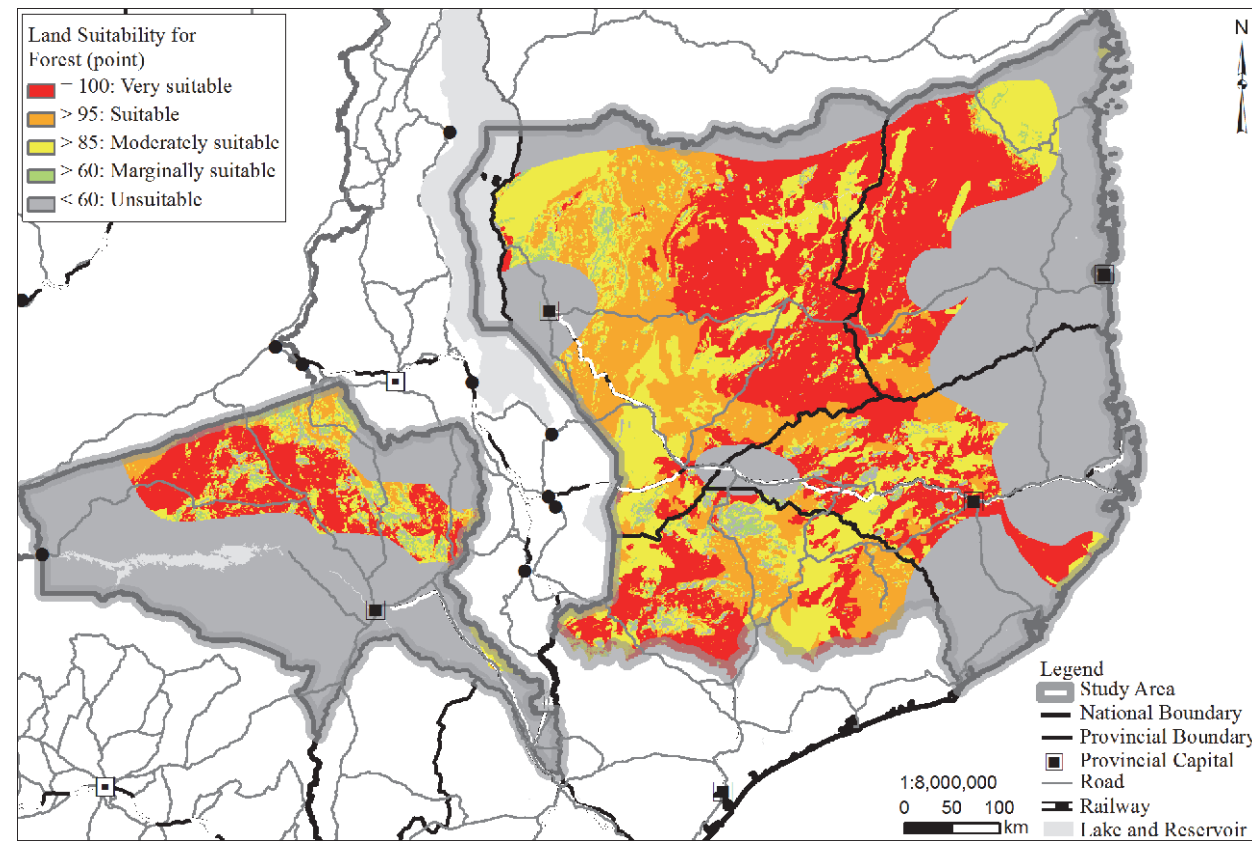 Land Suitability for
Forest (point)
= 100: Very suitable
> 95: Suitable
> 85: Moderately suitable
> 60: Marginally suitable
< 60: Unsuitable
N
Legend
Study Area
National Boundary
Provincial Boundary
Provincial Capital
Road
Railway
Lake and Reservoir
1:8,000,000
0 50 100
km